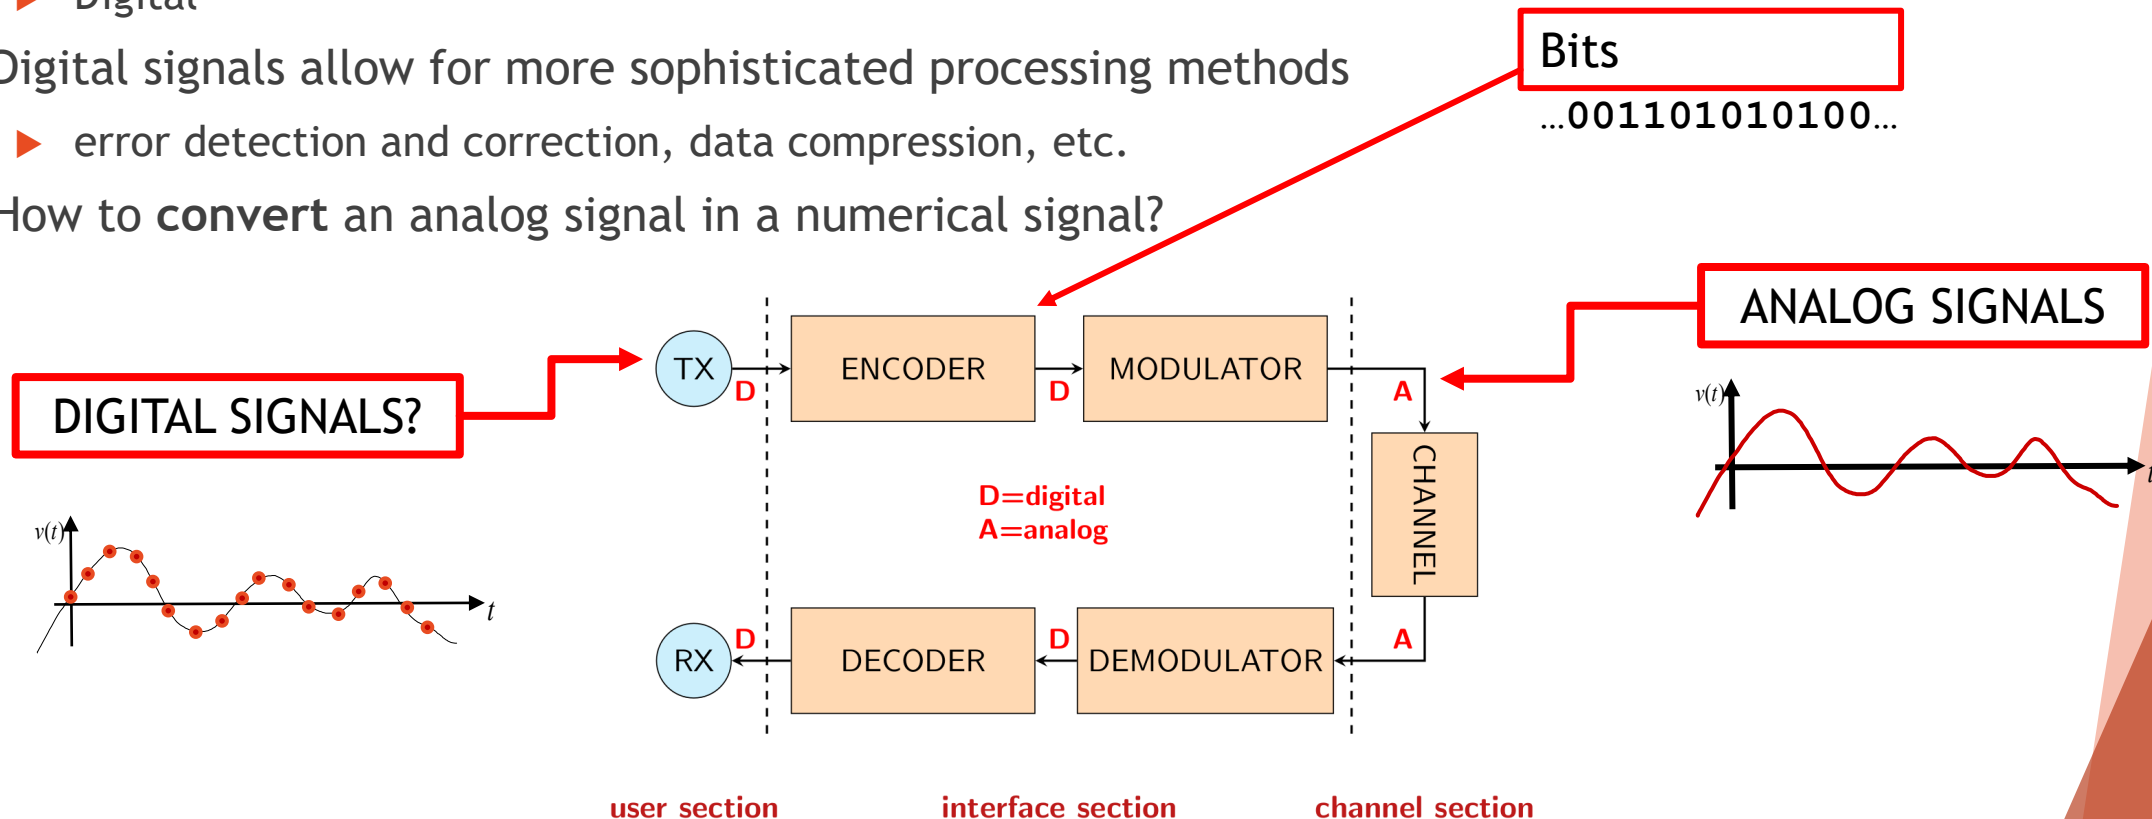 Digital
Digital signals allow for more sophisticated processing methods
error detection and correction, data compression, etc.
How to convert an analog signal in a numerical signal?
Bits
...001101010100...
ANALOG SIGNALS
DIGITAL SIGNALS?
TX
D
ENCODER
D
MODULATOR
A
CHANNEL
D=digital
A=analog
RX
D
DECODER
D
DEMODULATOR
A
v(t)
t
v(t)
t
user section
interface section
channel section